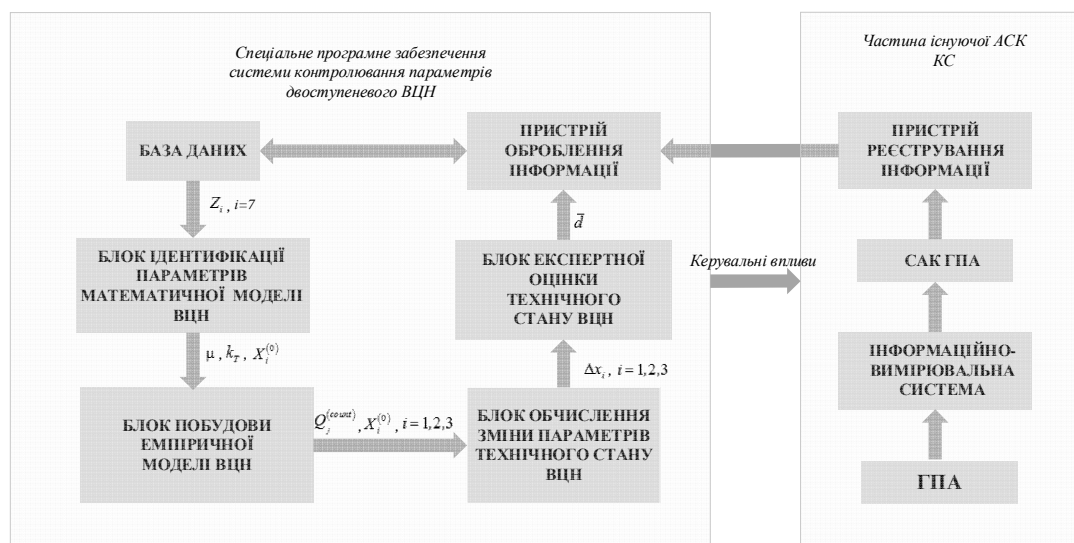 Спеціальне програмне забезпечення
системи контролювання параметрів
двоступеневого ВЦН
Частина існуючої АСК
КС
БАЗА ДАНИХ
ПРИСТРІЙ
ОБРОБЛЕННЯ
ІНФОРМАЦІЇ
ПРИСТРІЙ
РЕЄСТРУВАННЯ
ІНФОРМАЦІЇ
Z_i , i=7
d̄
БЛОК ІДЕНТИФІКАЦІЇ
ПАРАМЕТРІВ
МАТЕМАТИЧНОЇ МОДЕЛІ
ВЦН
БЛОК ЕКСПЕРТНОЇ
ОЦІНКИ
ТЕХНІЧНОГО
СТАНУ ВЦН
Керувальні впливи
САК ГПА
μ , k_T , X_i^{(0)}
Δx_i , i = 1,2,3
ІНФОРМАЦІЙНО-
ВИМІРЮВАЛЬНА
СИСТЕМА
БЛОК ПОБУДОВИ
ЕМПІРИЧНОЇ
МОДЕЛІ ВЦН
Q_j^{(count)} , X_i^{(0)} , i = 1,2,3
БЛОК ОБЧИСЛЕННЯ
ЗМІНИ ПАРАМЕТРІВ
ТЕХНІЧНОГО СТАНУ
ВЦН
ГПА